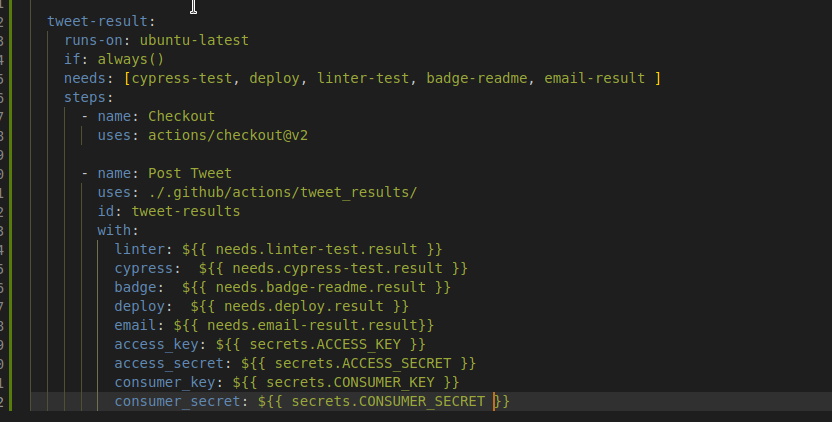 tweet-result:
runs-on: ubuntu-latest
if: always()
needs: [cypress-test, deploy, linter-test, badge-readme, email-result ]
steps:
- name: Checkout
uses: actions/checkout@v2
- name: Post Tweet
uses: ./.github/actions/tweet_results/
id: tweet-results
with:
linter: ${{ needs.linter-test.result }}
cypress:  ${{ needs.cypress-test.result }}
badge:  ${{ needs.badge-readme.result }}
deploy:  ${{ needs.deploy.result }}
email: ${{ needs.email-result.result}}
access_key: ${{ secrets.ACCESS_KEY }}
access_secret: ${{ secrets.ACCESS_SECRET }}
consumer_key: ${{ secrets.CONSUMER_KEY }}
consumer_secret: ${{ secrets.CONSUMER_SECRET }}